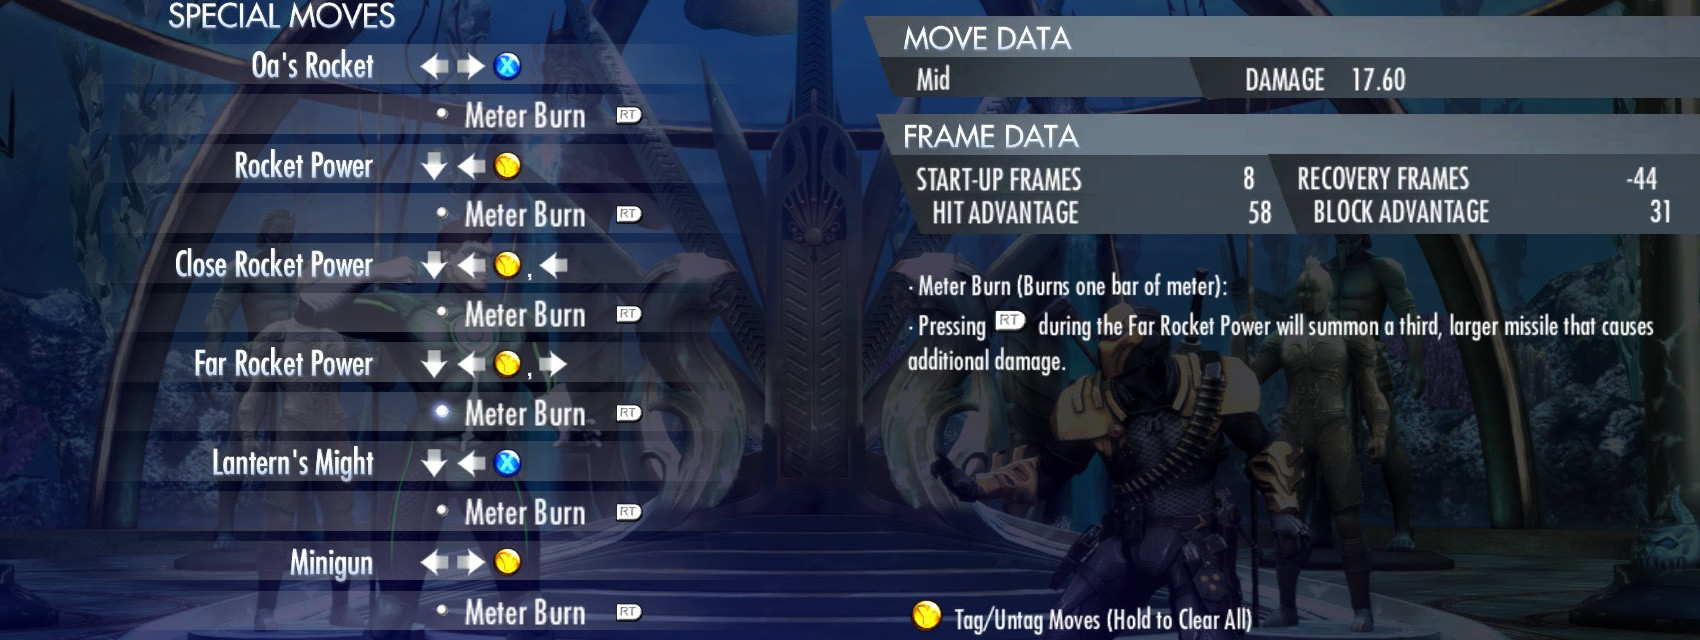 SPECIAL MOVES
Oa's Rocket X
Meter Burn RT
Rocket Power Y
Meter Burn RT
Close Rocket Power Y ,
Meter Burn RT
Far Rocket Power Y ,
Meter Burn RT
Lantern's Might X
Meter Burn RT
Minigun Y
Meter Burn RT
MOVE DATA
Mid DAMAGE 17.60
FRAME DATA
START-UP FRAMES 8 RECOVERY FRAMES -44
HIT ADVANTAGE 58 BLOCK ADVANTAGE 31
· Meter Burn (Burns one bar of meter):
· Pressing RT during the Far Rocket Power will summon a third, larger missile that causes
additional damage.
Y Tag/Untag Moves (Hold to Clear All)